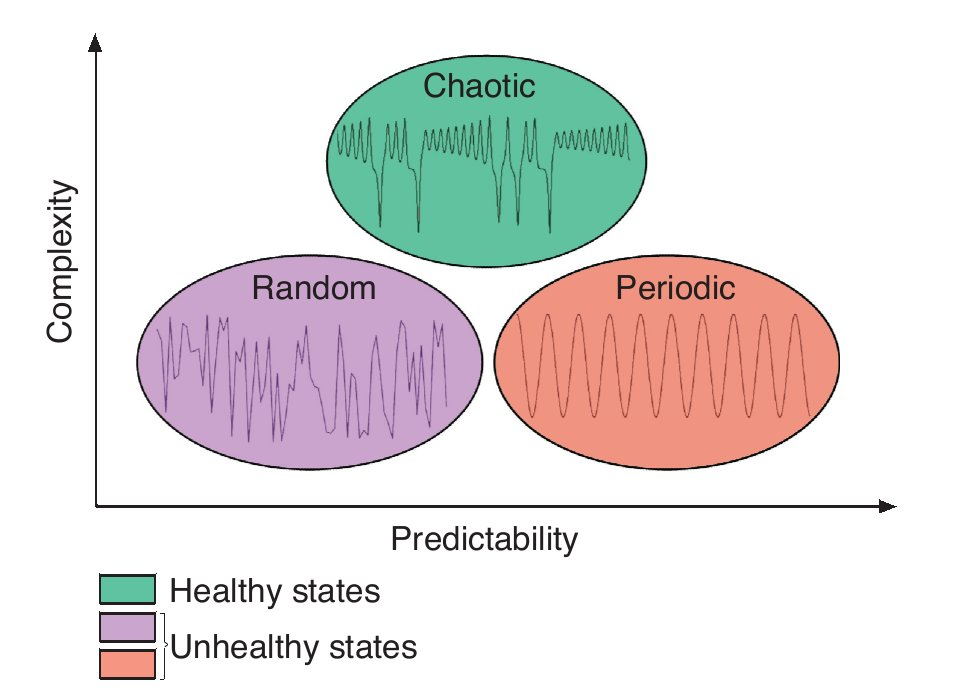 Chaotic
Complexity
Random
Periodic
Predictability
Healthy states
Unhealthy states